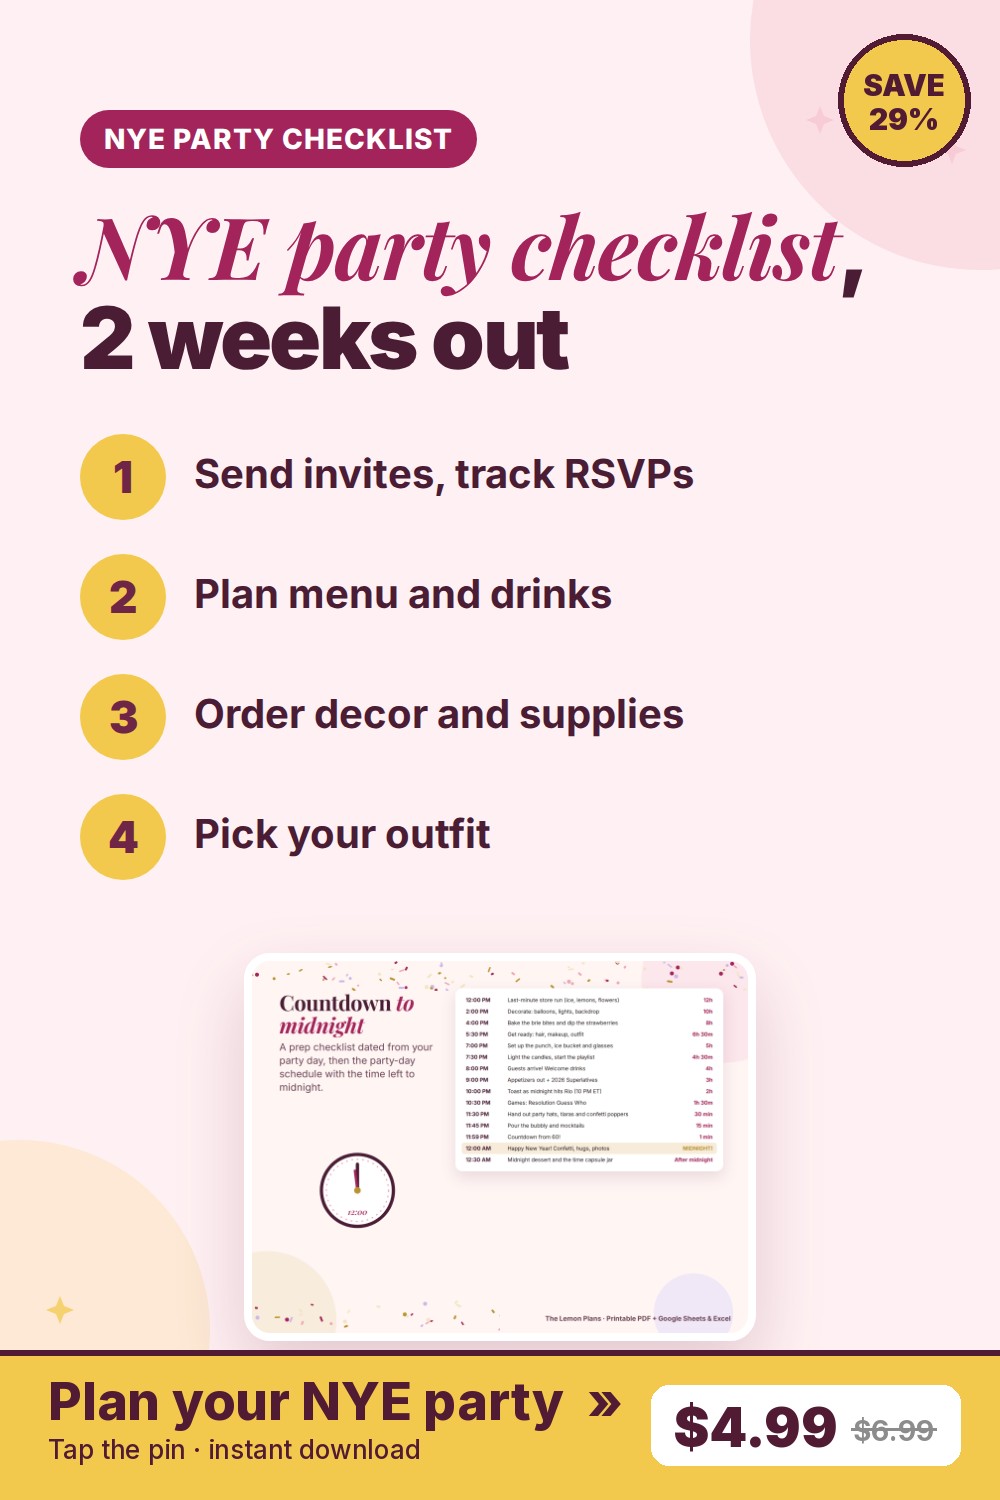 SAVE
29%
NYE PARTY CHECKLIST
NYE party checklist,
2 weeks out
1 Send invites, track RSVPs
2 Plan menu and drinks
3 Order decor and supplies
4 Pick your outfit
Countdown to
midnight
A prep checklist dated from your
party day, then the party-day
schedule with the time left to
midnight.
12:00 PM Last-minute store run (ice, lemons, flowers) 12h
2:00 PM Decorate: balloons, lights, backdrop 10h
4:00 PM Bake the brie bites and dip the strawberries 8h
5:30 PM Get ready: hair, makeup, outfit 6h 30m
7:00 PM Set up the punch, ice bucket and glasses 5h
7:30 PM Light the candles, start the playlist 4h 30m
8:00 PM Guests arrive! Welcome drinks 4h
9:00 PM Appetizers out + 2026 Superlatives 3h
10:00 PM Toast as midnight hits Rio (10 PM ET) 2h
10:30 PM Games: Resolution Guess Who 1h 30m
11:30 PM Hand out party hats, tiaras and confetti poppers 30 min
11:45 PM Pour the bubbly and mocktails 15 min
11:59 PM Countdown from 60! 1 min
12:00 AM Happy New Year! Confetti, hugs, photos MIDNIGHT!
12:30 AM Midnight dessert and the time capsule jar After midnight
12:00
The Lemon Plans · Printable PDF + Google Sheets & Excel
Plan your NYE party »
Tap the pin · instant download
$4.99 $6.99